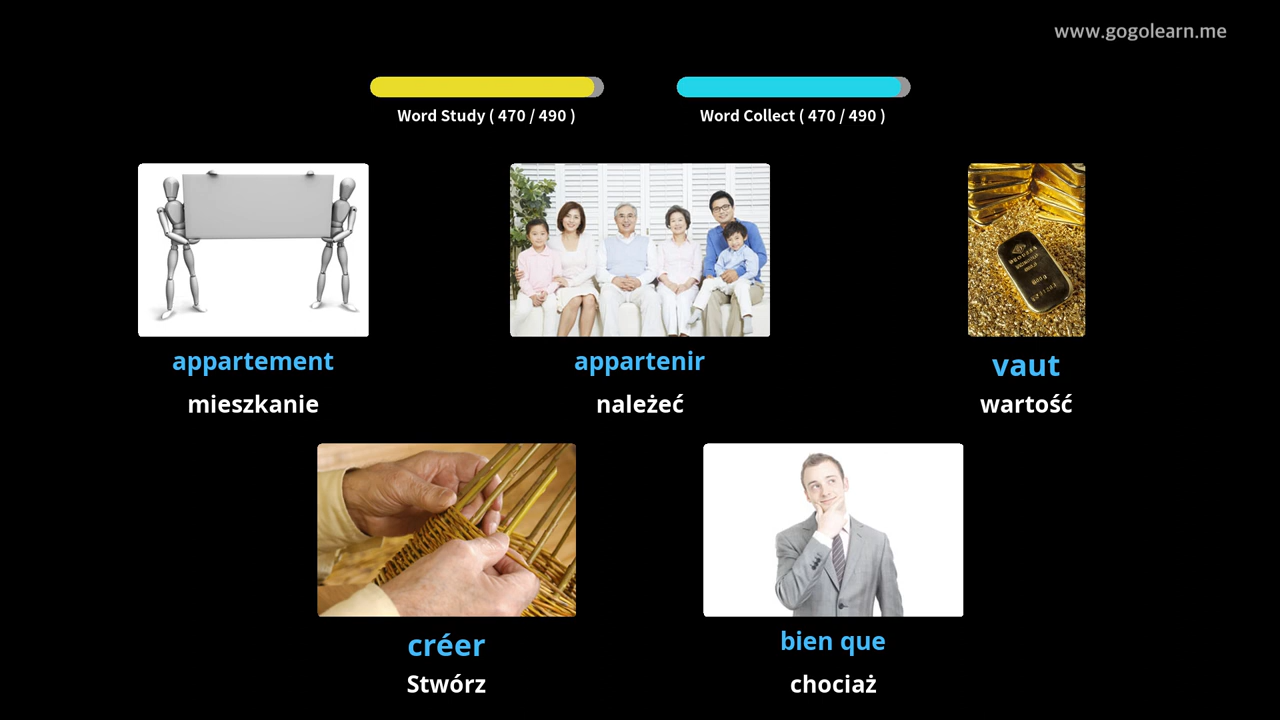 www.gogolearn.me
Word Study ( 470 / 490 )
Word Collect ( 470 / 490 )
appartement
mieszkanie
appartenir
należeć
vaut
wartość
créer
Stwórz
bien que
chociaż